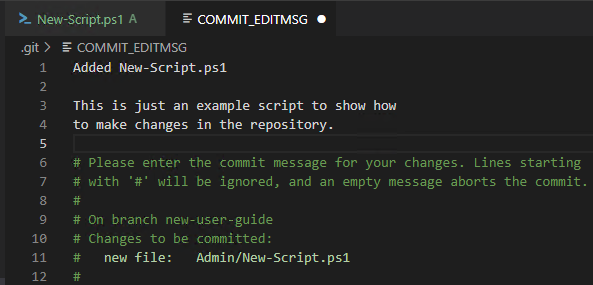 New-Script.ps1 A COMMIT_EDITMSG
.git > COMMIT_EDITMSG
1 Added New-Script.ps1
2
3 This is just an example script to show how
4 to make changes in the repository.
5
6 # Please enter the commit message for your changes. Lines starting
7 # with '#' will be ignored, and an empty message aborts the commit.
8 #
9 # On branch new-user-guide
10 # Changes to be committed:
11 #   new file:   Admin/New-Script.ps1
12 #